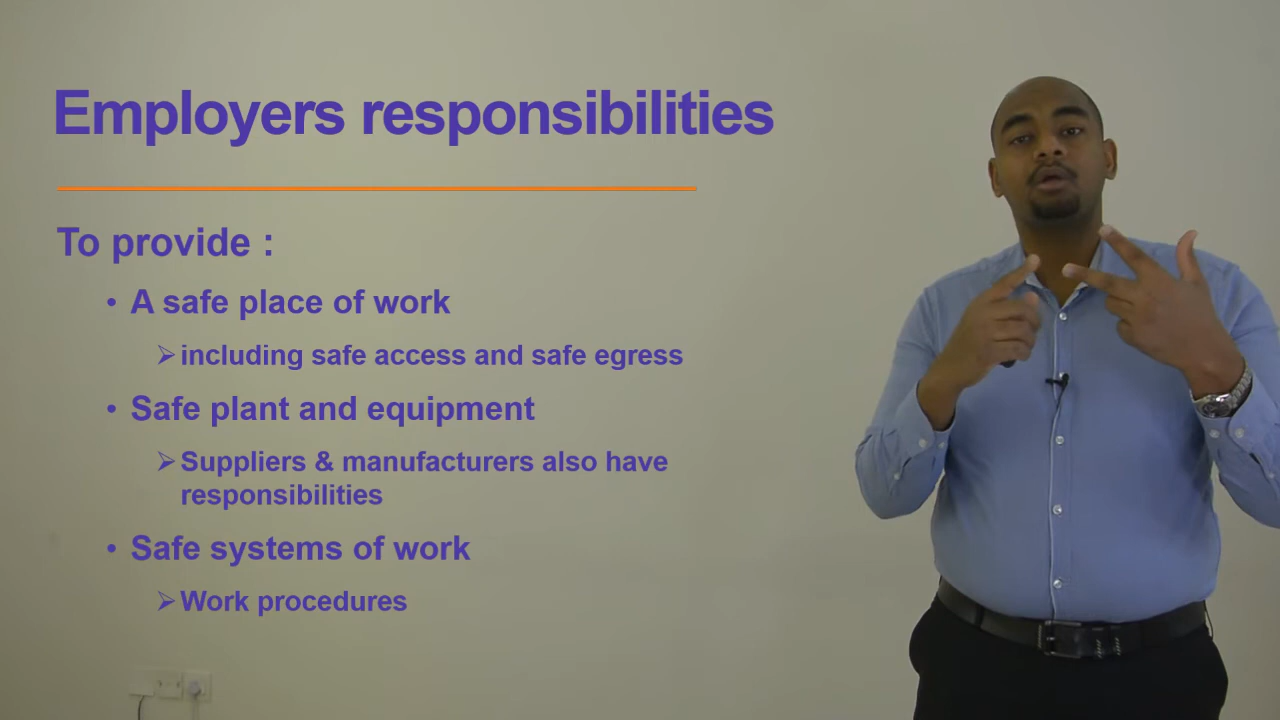 Employers responsibilities
To provide :
• A safe place of work
➢ including safe access and safe egress
• Safe plant and equipment
➢ Suppliers & manufacturers also have
responsibilities
• Safe systems of work
➢ Work procedures